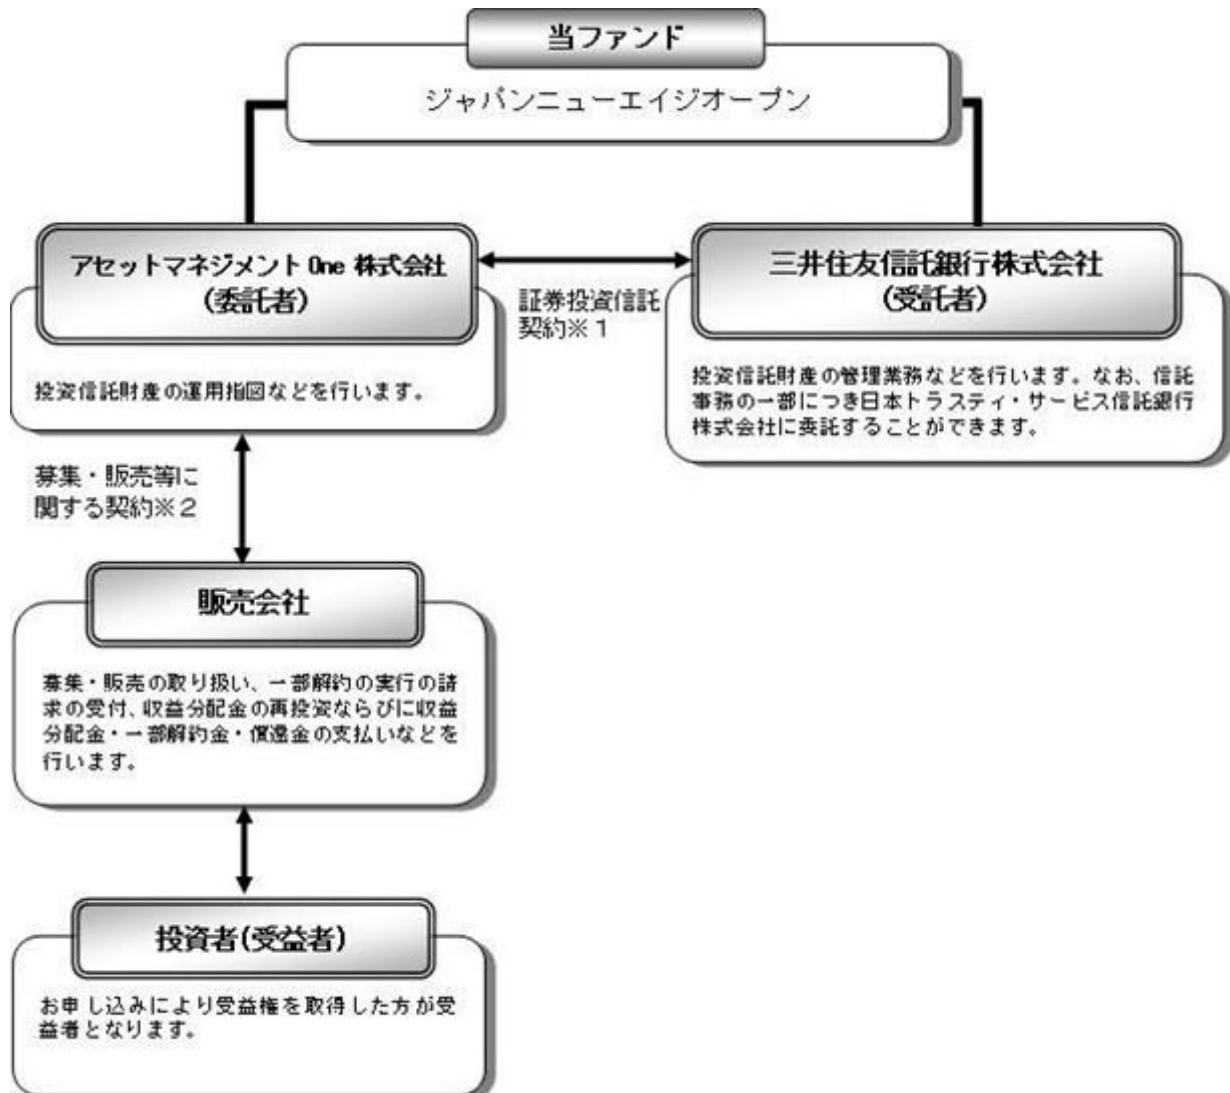 当ファンド
ジャパンニューエイジオープン
アセットマネジメント One 株式会社
(委託者)
投資信託財産の運用指図などを行います。
証券投資信託
契約※１
三井住友信託銀行株式会社
(受託者)
投資信託財産の管理業務などを行います。なお、信託
事務の一部につき日本トラスティ・サービス信託銀行
株式会社に委託することができます。
募集・販売等に
関する契約※２
販売会社
募集・販売の取り扱い、一部解約の実行の請
求の受付、収益分配金の再投資ならびに収益
分配金・一部解約金・償還金の支払いなどを
行います。
投資者(受益者)
お申し込みにより受益権を取得した方が受
益者となります。